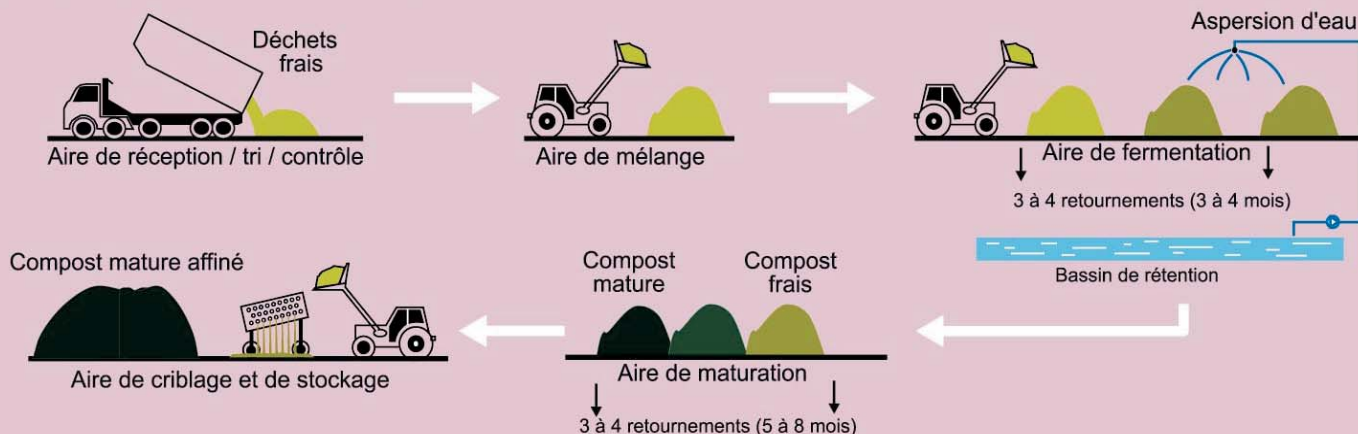 Déchets
frais
Aire de réception / tri / contrôle
Aire de mélange
Aspersion d'eau
Aire de fermentation
3 à 4 retournements (3 à 4 mois)
Bassin de rétention
Compost
frais
Compost
mature
Aire de maturation
3 à 4 retournements (5 à 8 mois)
Compost mature affiné
Aire de criblage et de stockage